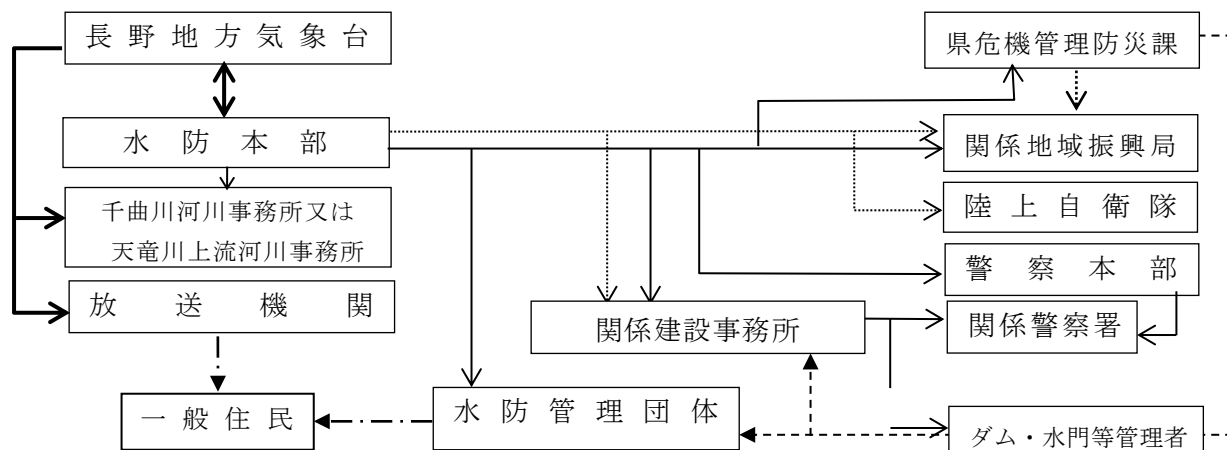 長野地方気象台
県危機管理防災課
水防本部
関係地域振興局
千曲川河川事務所又は
天竜川上流河川事務所
陸上自衛隊
警察本部
放送機関
関係建設事務所
関係警察署
一般住民
水防管理団体
ダム・水門等管理者